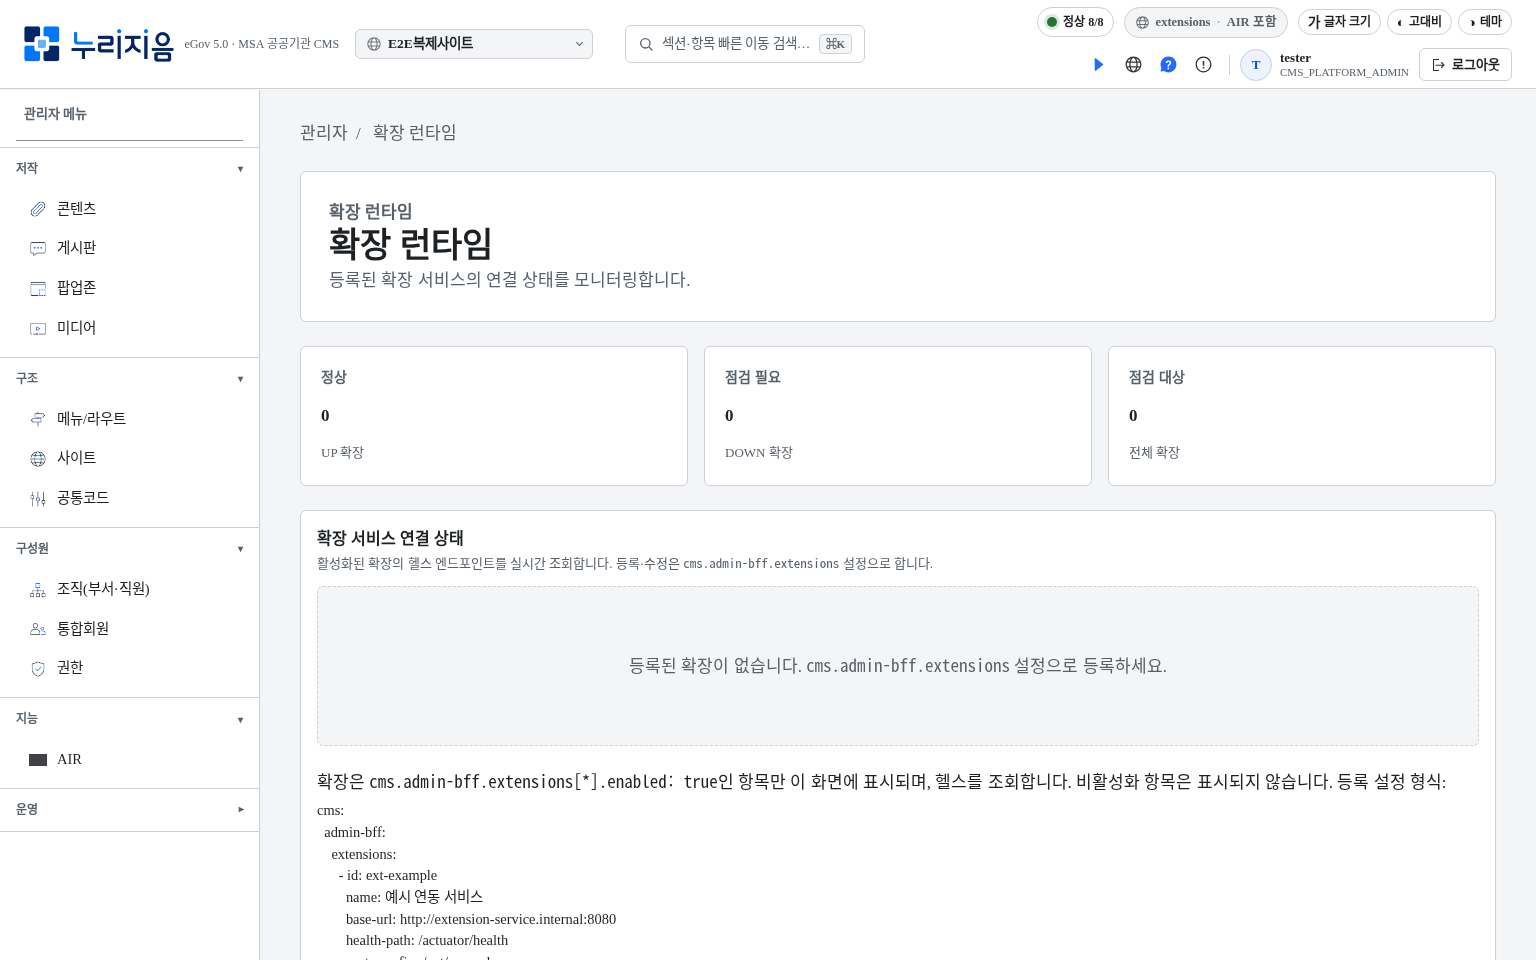 누리지음
eGov 5.0 · MSA 공공기관 CMS
E2E복제사이트
섹션·항목 빠른 이동 검색…
⌘K
정상 8/8
extensions · AIR 포함
가 글자 크기
고대비
테마
T
tester
CMS_PLATFORM_ADMIN
로그아웃
관리자 메뉴
저작
콘텐츠
게시판
팝업존
미디어
구조
메뉴/라우트
사이트
공통코드
구성원
조직(부서·직원)
통합회원
권한
지능
AIR
운영
관리자 / 확장 런타임
확장 런타임
확장 런타임
등록된 확장 서비스의 연결 상태를 모니터링합니다.
정상
0
UP 확장
점검 필요
0
DOWN 확장
점검 대상
0
전체 확장
확장 서비스 연결 상태
활성화된 확장의 헬스 엔드포인트를 실시간 조회합니다. 등록·수정은 cms.admin-bff.extensions 설정으로 합니다.
등록된 확장이 없습니다. cms.admin-bff.extensions 설정으로 등록하세요.
확장은 cms.admin-bff.extensions[*].enabled: true인 항목만 이 화면에 표시되며, 헬스를 조회합니다. 비활성화 항목은 표시되지 않습니다. 등록 설정 형식:
cms:
admin-bff:
extensions:
- id: ext-example
name: 예시 연동 서비스
base-url: http://extension-service.internal:8080
health-path: /actuator/health